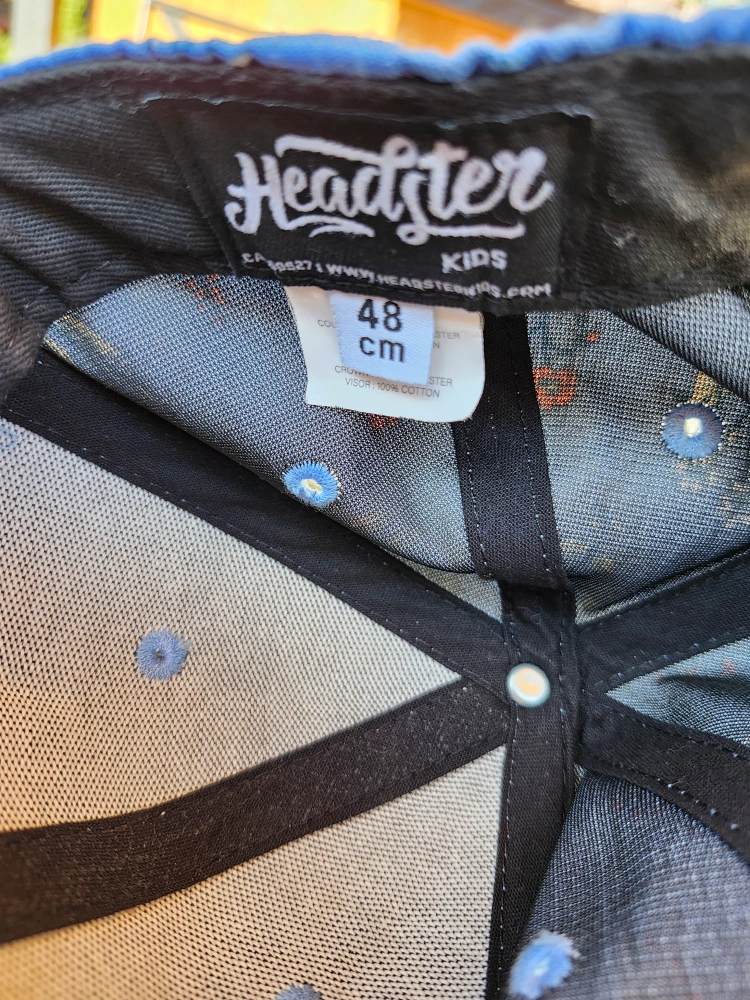 Headster
KIDS
WWW.HEADSTERKIDS.COM
48
cm
VISOR: 100% COTTON